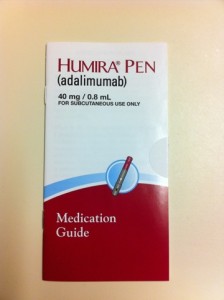 HUMIRA® PEN
(adalimumab)
40 mg / 0.8 mL
FOR SUBCUTANEOUS USE ONLY
Medication
Guide